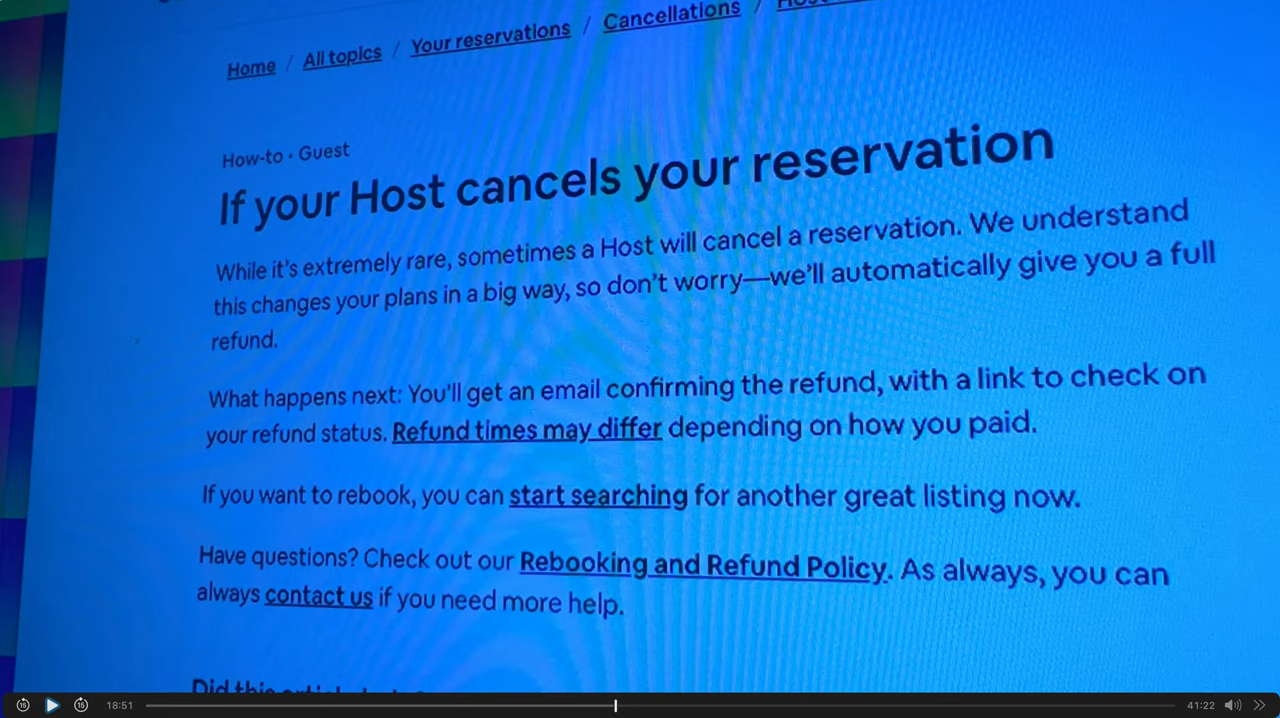 Home / All topics / Your reservations / Cancellations /
How-to · Guest
If your Host cancels your reservation
While it's extremely rare, sometimes a Host will cancel a reservation. We understand
this changes your plans in a big way, so don't worry—we'll automatically give you a full
refund.
What happens next: You'll get an email confirming the refund, with a link to check on
your refund status. Refund times may differ depending on how you paid.
If you want to rebook, you can start searching for another great listing now.
Have questions? Check out our Rebooking and Refund Policy. As always, you can
always contact us if you need more help.
Did this
15 15 18:51 41:22